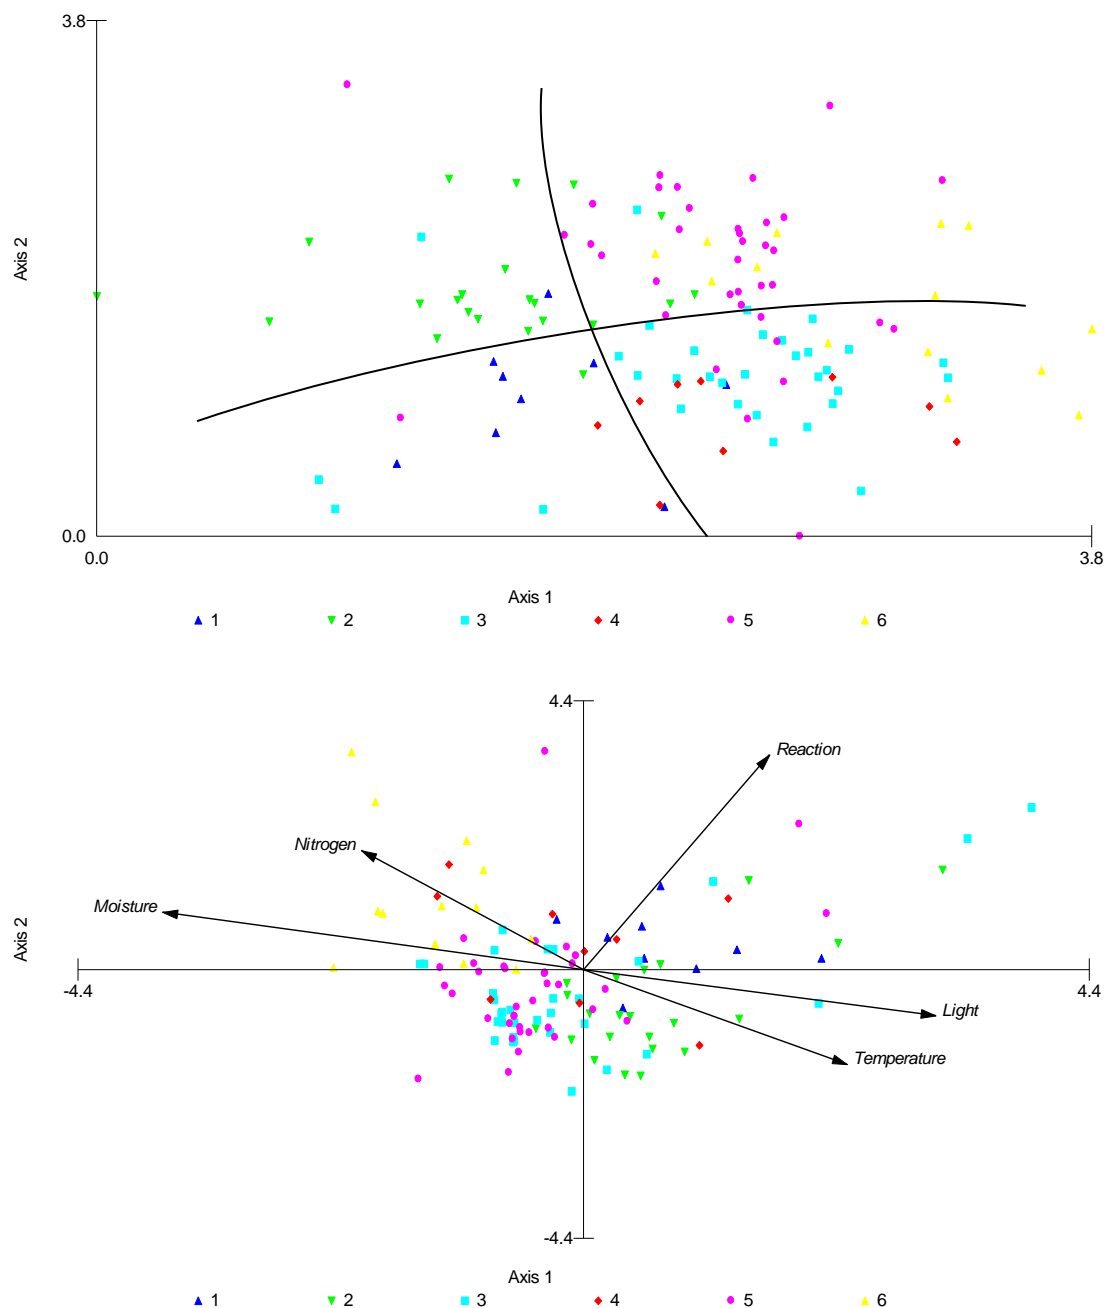 3.8
Axis 2
0.0
0.0
3.8
Axis 1
1 2 3 4 5 6
4.4
Reaction
Nitrogen
Moisture
Axis 2
-4.4
4.4
Light
Temperature
-4.4
Axis 1
1 2 3 4 5 6